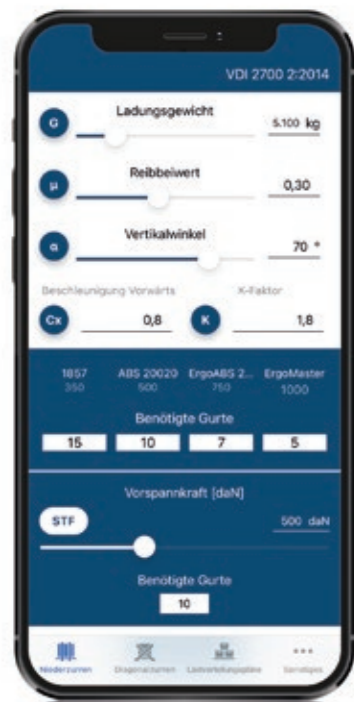 VDI 2700 2:2014
Ladungsgewicht
G 5.100 kg
Reibbeiwert
μ 0,30
Vertikalwinkel
α 70 °
Beschleunigung Vorwärts K-Faktor
Cx 0,8 K 1,8
1857 ABS 20020 ErgoABS 2... ErgoMaster
350 500 750 1000
Benötigte Gurte
15 10 7 5
Vorspannkraft [daN]
STF 500 daN
Benötigte Gurte
10
Niederzurren Diagonalzurren Lastverteilungspläne Sonstiges